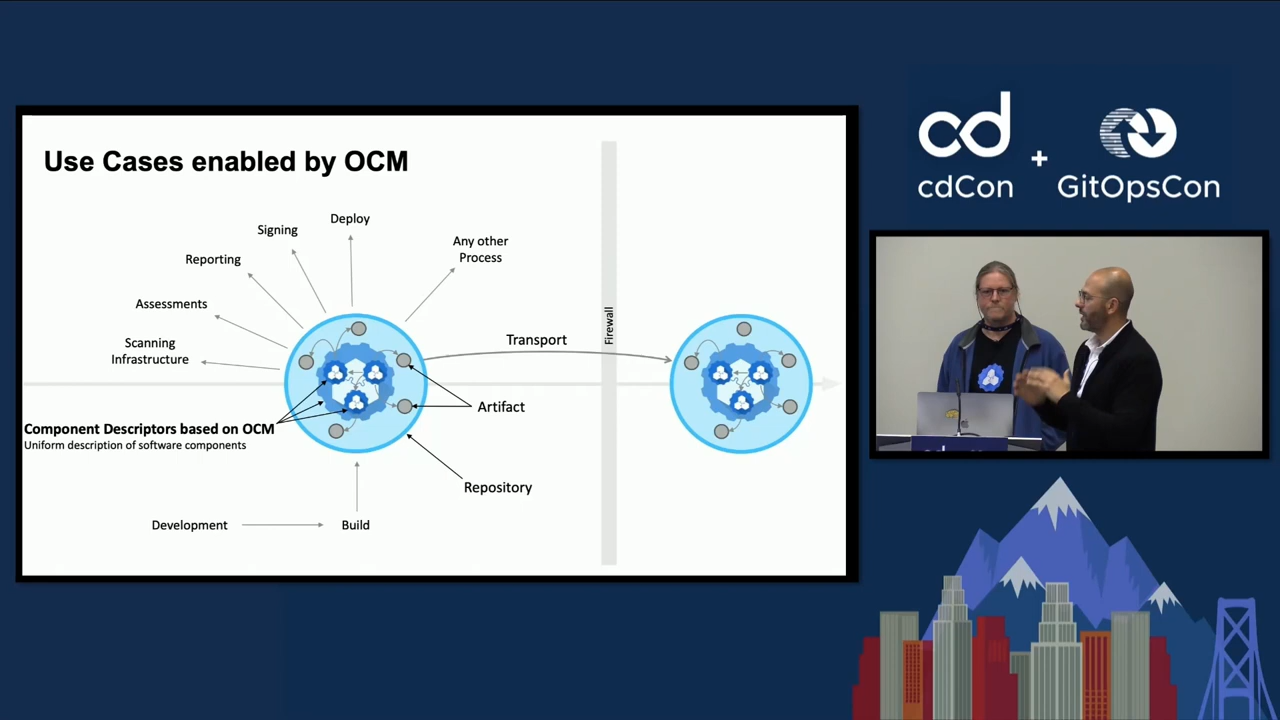 Use Cases enabled by OCM
Deploy
Signing
Any other
Process
Reporting
Assessments
Scanning
Infrastructure
Transport
Firewall
Artifact
Component Descriptors based on OCM
Uniform description of software components
Repository
Development
Build
cd
cdCon
+
GitOpsCon